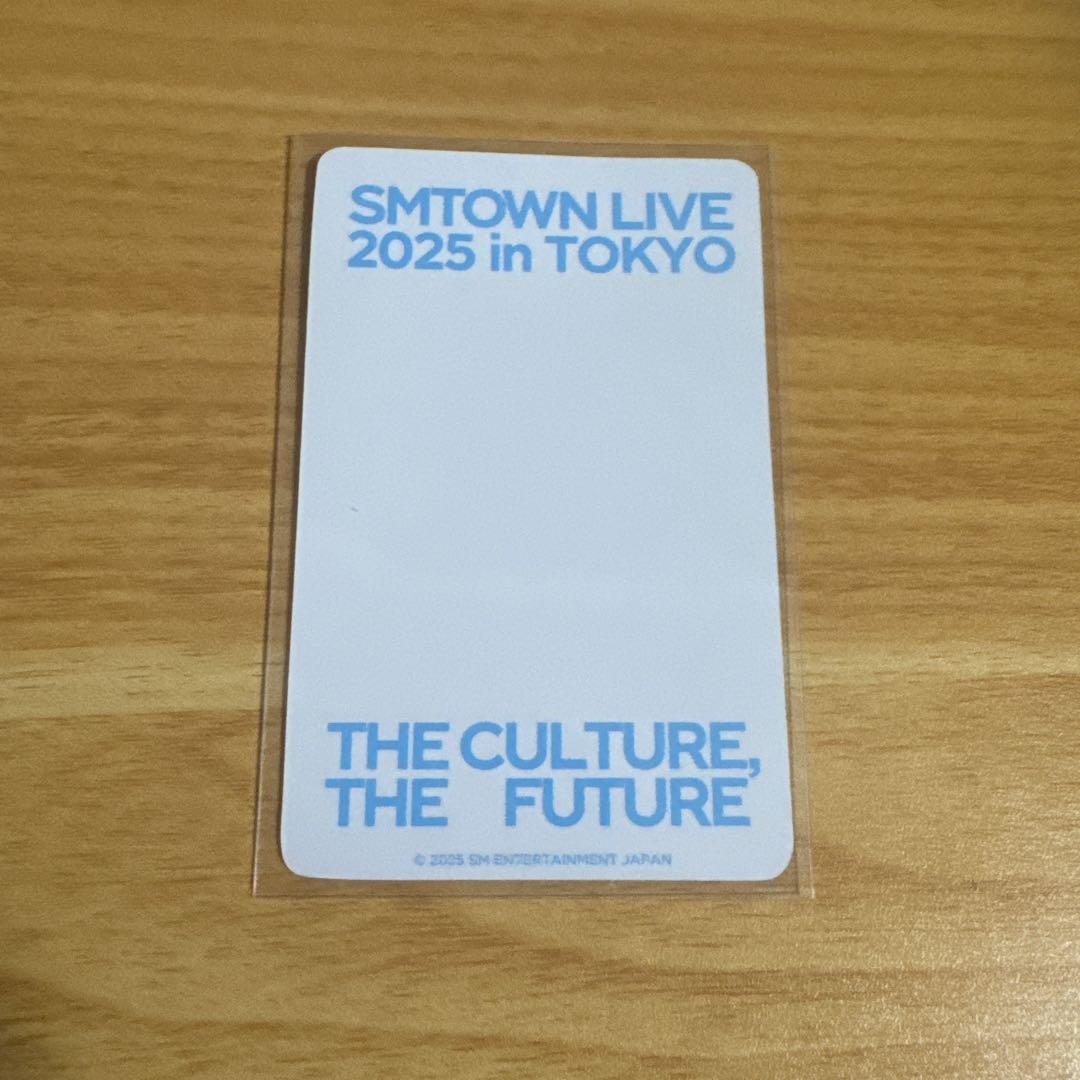 SMTOWN LIVE
2025 in TOKYO
THE CULTURE,
THE FUTURE
© 2025 SM ENTERTAINMENT JAPAN